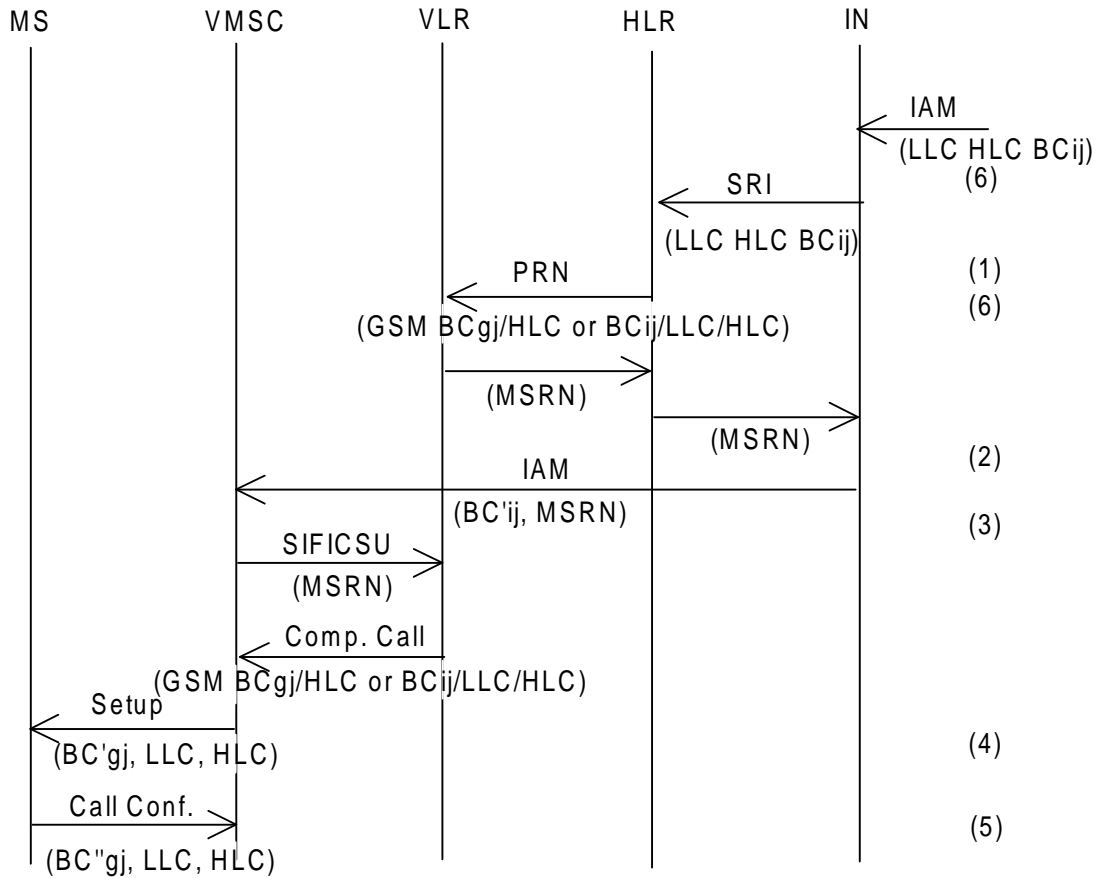 MS VMSC VLR HLR IN
IAM
(LLC HLC BCij)
(6)
SRI
(LLC HLC BCij)
(1)
PRN
(6)
(GSM BCgj/HLC or BCij/LLC/HLC)
(MSRN)
(MSRN)
(2)
IAM
(BC'ij, MSRN)
(3)
SIFICSU
(MSRN)
Comp. Call
(GSM BCgj/HLC or BCij/LLC/HLC)
Setup
(BC'gj, LLC, HLC)
(4)
Call Conf.
(5)
(BC"gj, LLC, HLC)